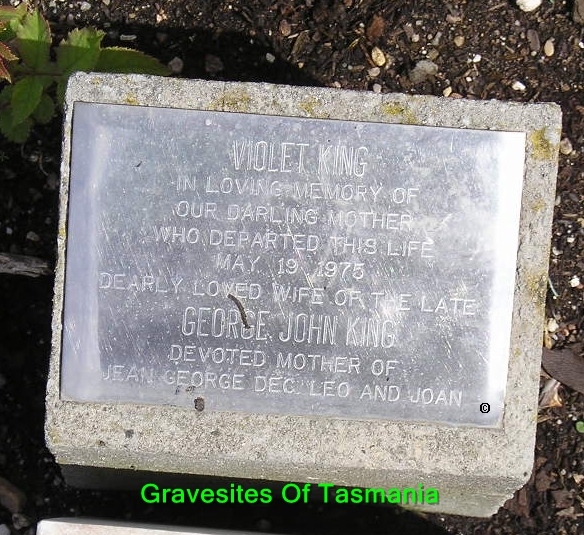 VIOLET KING
IN LOVING MEMORY OF
OUR DARLING MOTHER
WHO DEPARTED THIS LIFE
MAY 19 1975
DEARLY LOVED WIFE OF THE LATE
GEORGE JOHN KING
DEVOTED MOTHER OF
JEAN GEORGE DEC. LEO AND JOAN
©
Gravesites Of Tasmania